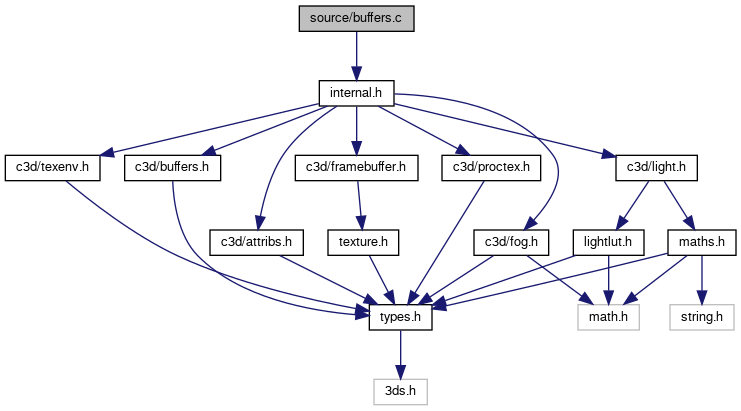 source/buffers.c
internal.h
c3d/texenv.h
c3d/buffers.h
c3d/framebuffer.h
c3d/proctex.h
c3d/light.h
c3d/attribs.h
texture.h
c3d/fog.h
lightlut.h
maths.h
types.h
math.h
string.h
3ds.h